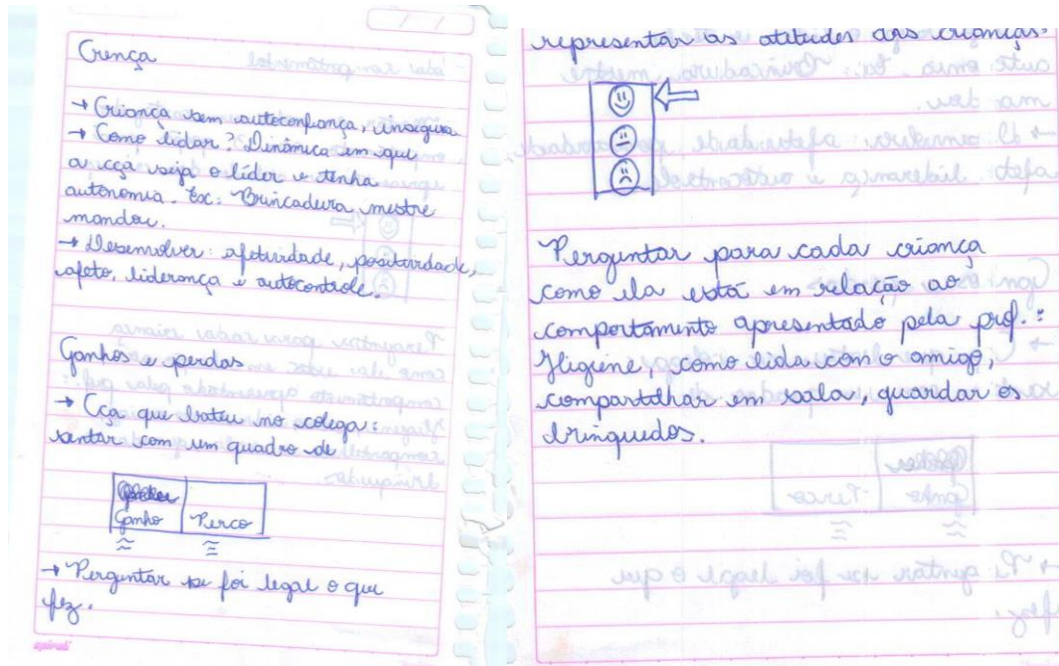 Crença
→ Criança sem autoconfiança, insegura
→ Como lidar? Dinâmica em que
a cça seja o líder e tenha
autonomia. Ex: Brincadeira mestre
mandou.
→ Desenvolver: afetividade, positividade,
afeto, liderança e autocontrole.
Ganhos e perdas
→ Cça que bateu no colega:
sentar com um quadro de
Ganho Perco
→ Perguntar se foi legal o que
fez.
spiral
representar as atitudes das crianças:
Perguntar para cada criança
como ela está em relação ao
comportamento apresentado pela prof.:
Higiene, como lida com o amigo,
compartilhar em sala, guardar os
brinquedos.